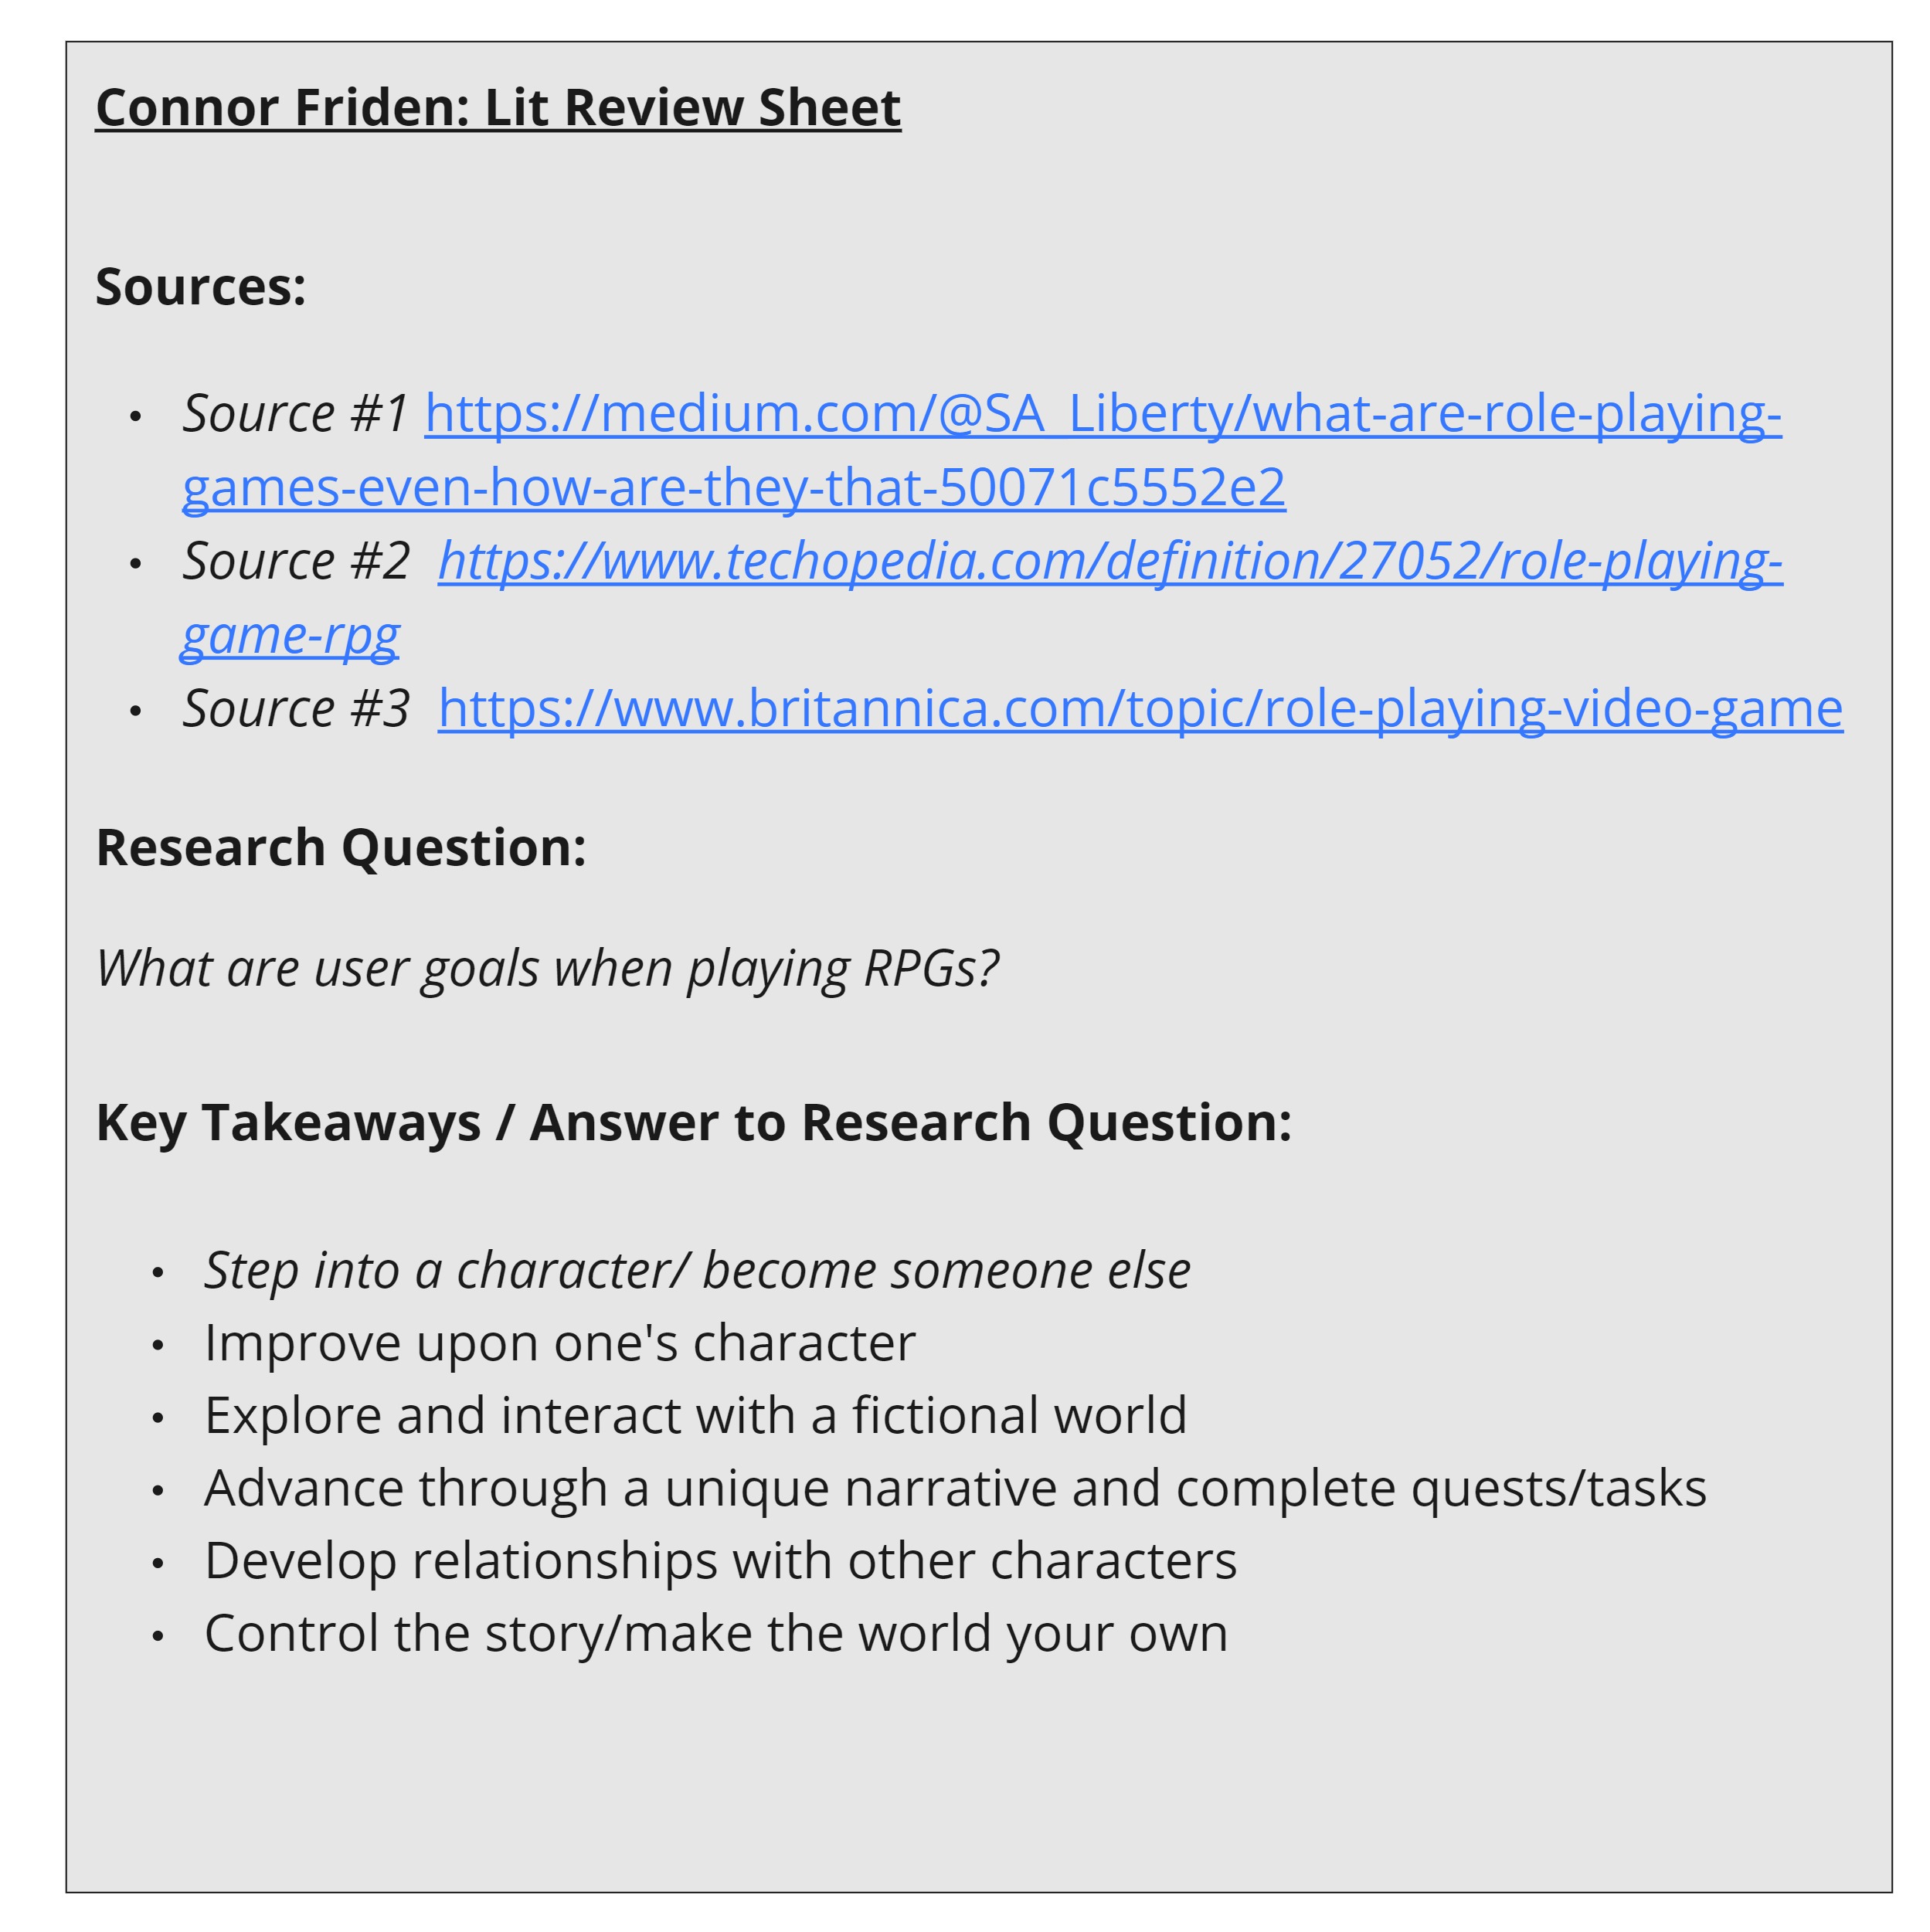 Connor Friden: Lit Review Sheet
Sources:
• Source #1 https://medium.com/@SA_Liberty/what-are-role-playing-
games-even-how-are-they-that-50071c5552e2
• Source #2 https://www.techopedia.com/definition/27052/role-playing-
game-rpg
• Source #3 https://www.britannica.com/topic/role-playing-video-game
Research Question:
What are user goals when playing RPGs?
Key Takeaways / Answer to Research Question:
• Step into a character/ become someone else
• Improve upon one's character
• Explore and interact with a fictional world
• Advance through a unique narrative and complete quests/tasks
• Develop relationships with other characters
• Control the story/make the world your own